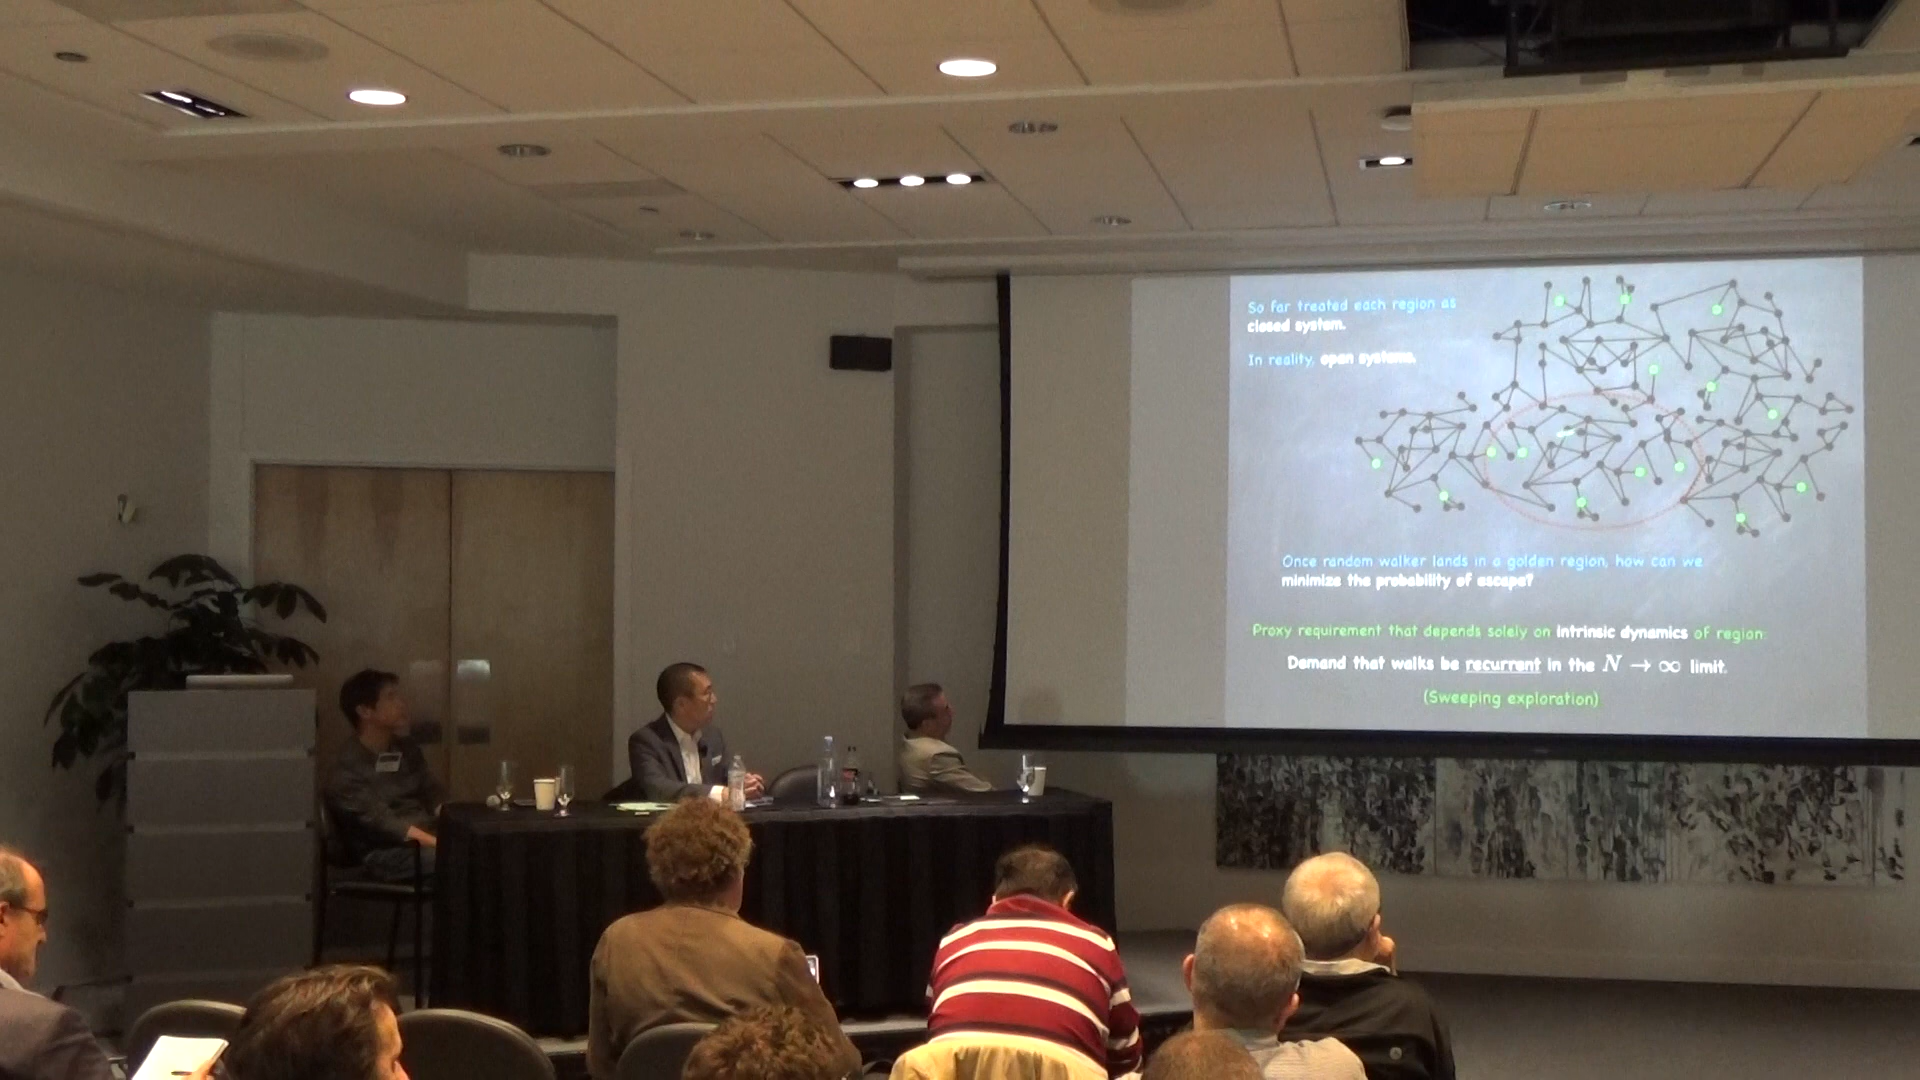 So far treated each region as
closed system.
In reality, open systems.
Once random walker lands in a golden region, how can we
minimize the probability of escape?
Proxy requirement that depends solely on intrinsic dynamics of region:
Demand that walks be recurrent in the N → ∞ limit.
(Sweeping exploration)